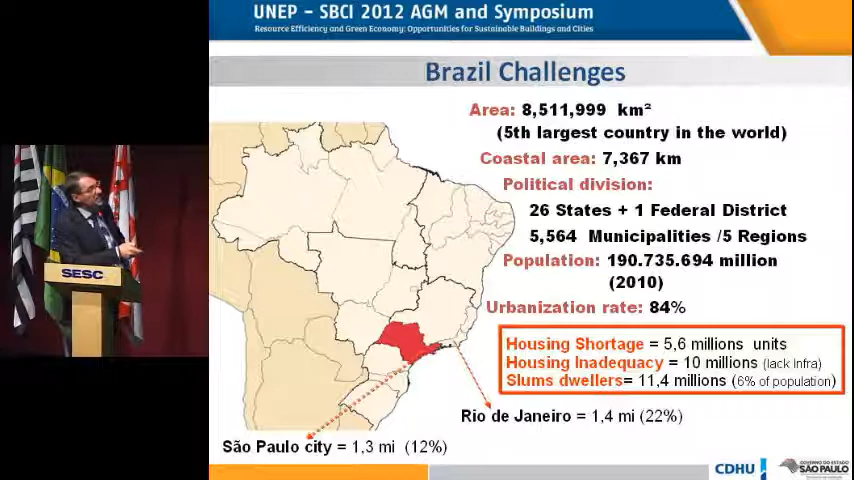 UNEP – SBCI 2012 AGM and Symposium
Resource Efficiency and Green Economy: Opportunities for Sustainable Buildings and Cities
Brazil Challenges
Area: 8,511,999 km²
(5th largest country in the world)
Coastal area: 7,367 km
Political division:
26 States + 1 Federal District
5,564 Municipalities /5 Regions
Population: 190.735.694 million
(2010)
Urbanization rate: 84%
Housing Shortage = 5,6 millions units
Housing Inadequacy = 10 millions (lack Infra)
Slums dwellers= 11,4 millions (6% of population)
Rio de Janeiro = 1,4 mi (22%)
São Paulo city = 1,3 mi (12%)
SESC
CDHU
GOVERNO DO ESTADO
SÃO PAULO